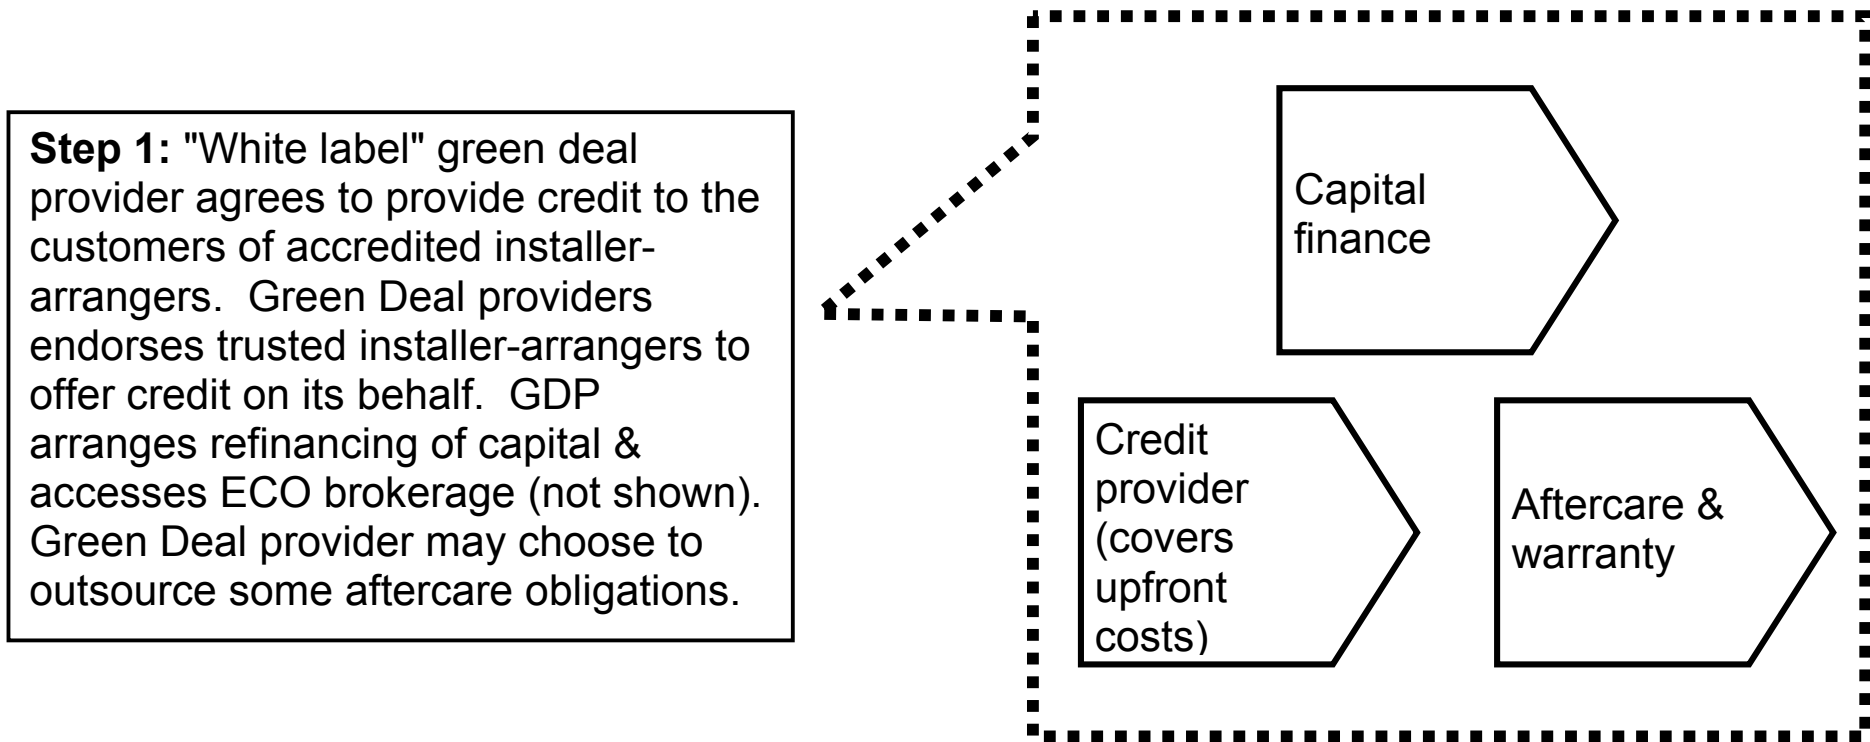 Step 1: "White label" green deal
provider agrees to provide credit to the
customers of accredited installer-
arrangers.  Green Deal providers
endorses trusted installer-arrangers to
offer credit on its behalf.  GDP
arranges refinancing of capital &
accesses ECO brokerage (not shown).
Green Deal provider may choose to
outsource some aftercare obligations.
Capital
finance
Credit
provider
(covers
upfront
costs)
Aftercare &
warranty